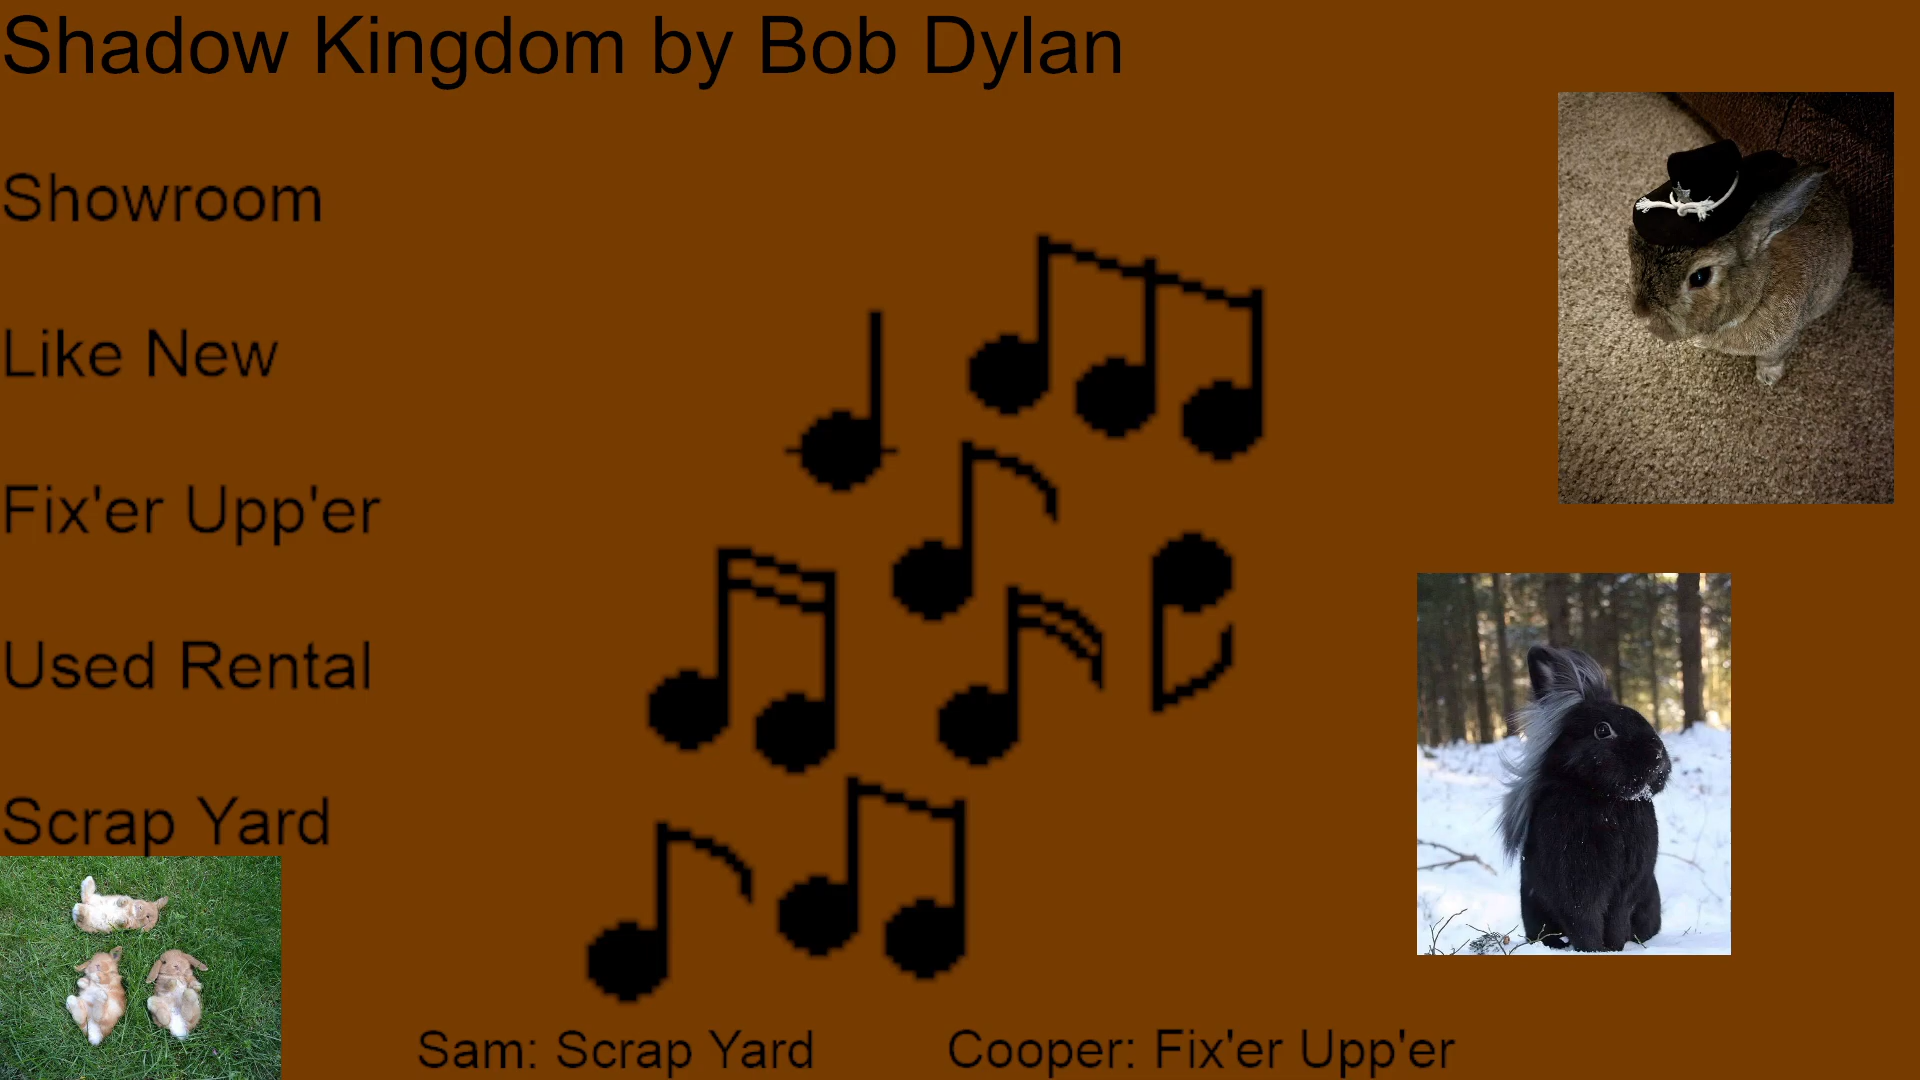 Shadow Kingdom by Bob Dylan
Showroom
Like New
Fix'er Upp'er
Used Rental
Scrap Yard
Sam: Scrap Yard
Cooper: Fix'er Upp'er